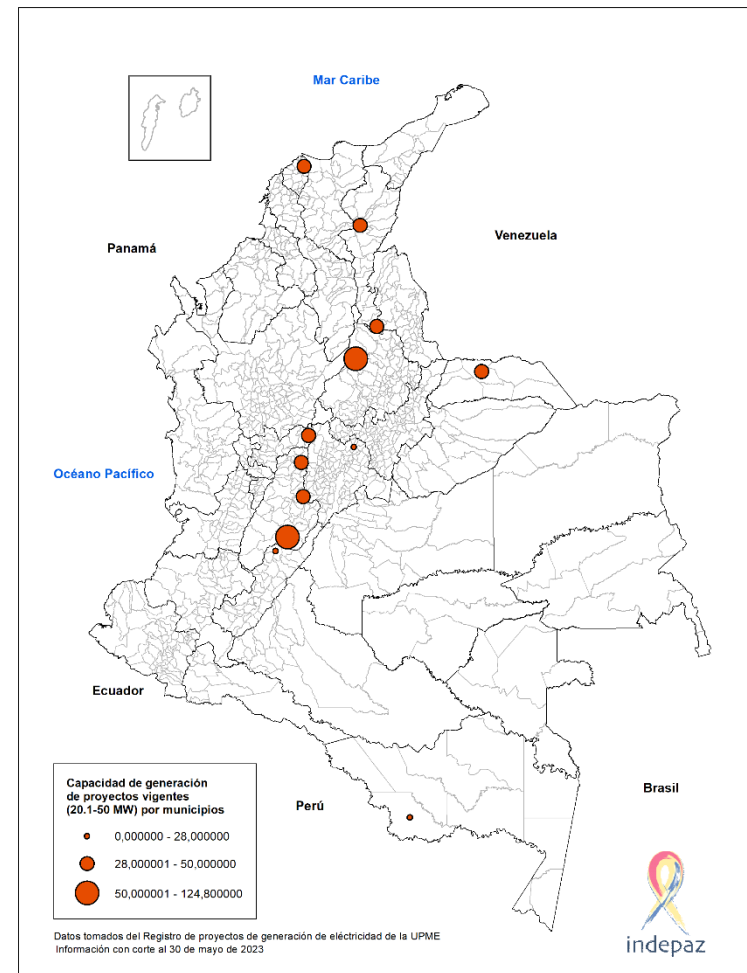 Mar Caribe
Venezuela
Panamá
Océano Pacífico
Ecuador
Capacidad de generación
de proyectos vigentes
(20.1-50 MW) por municipios
0,000000 - 28,000000
28,000001 - 50,000000
50,000001 - 124,800000
Perú
Brasil
Datos tomados del Registro de proyectos de generación de eléctricidad de la UPME
Información con corte al 30 de mayo de 2023
indepaz